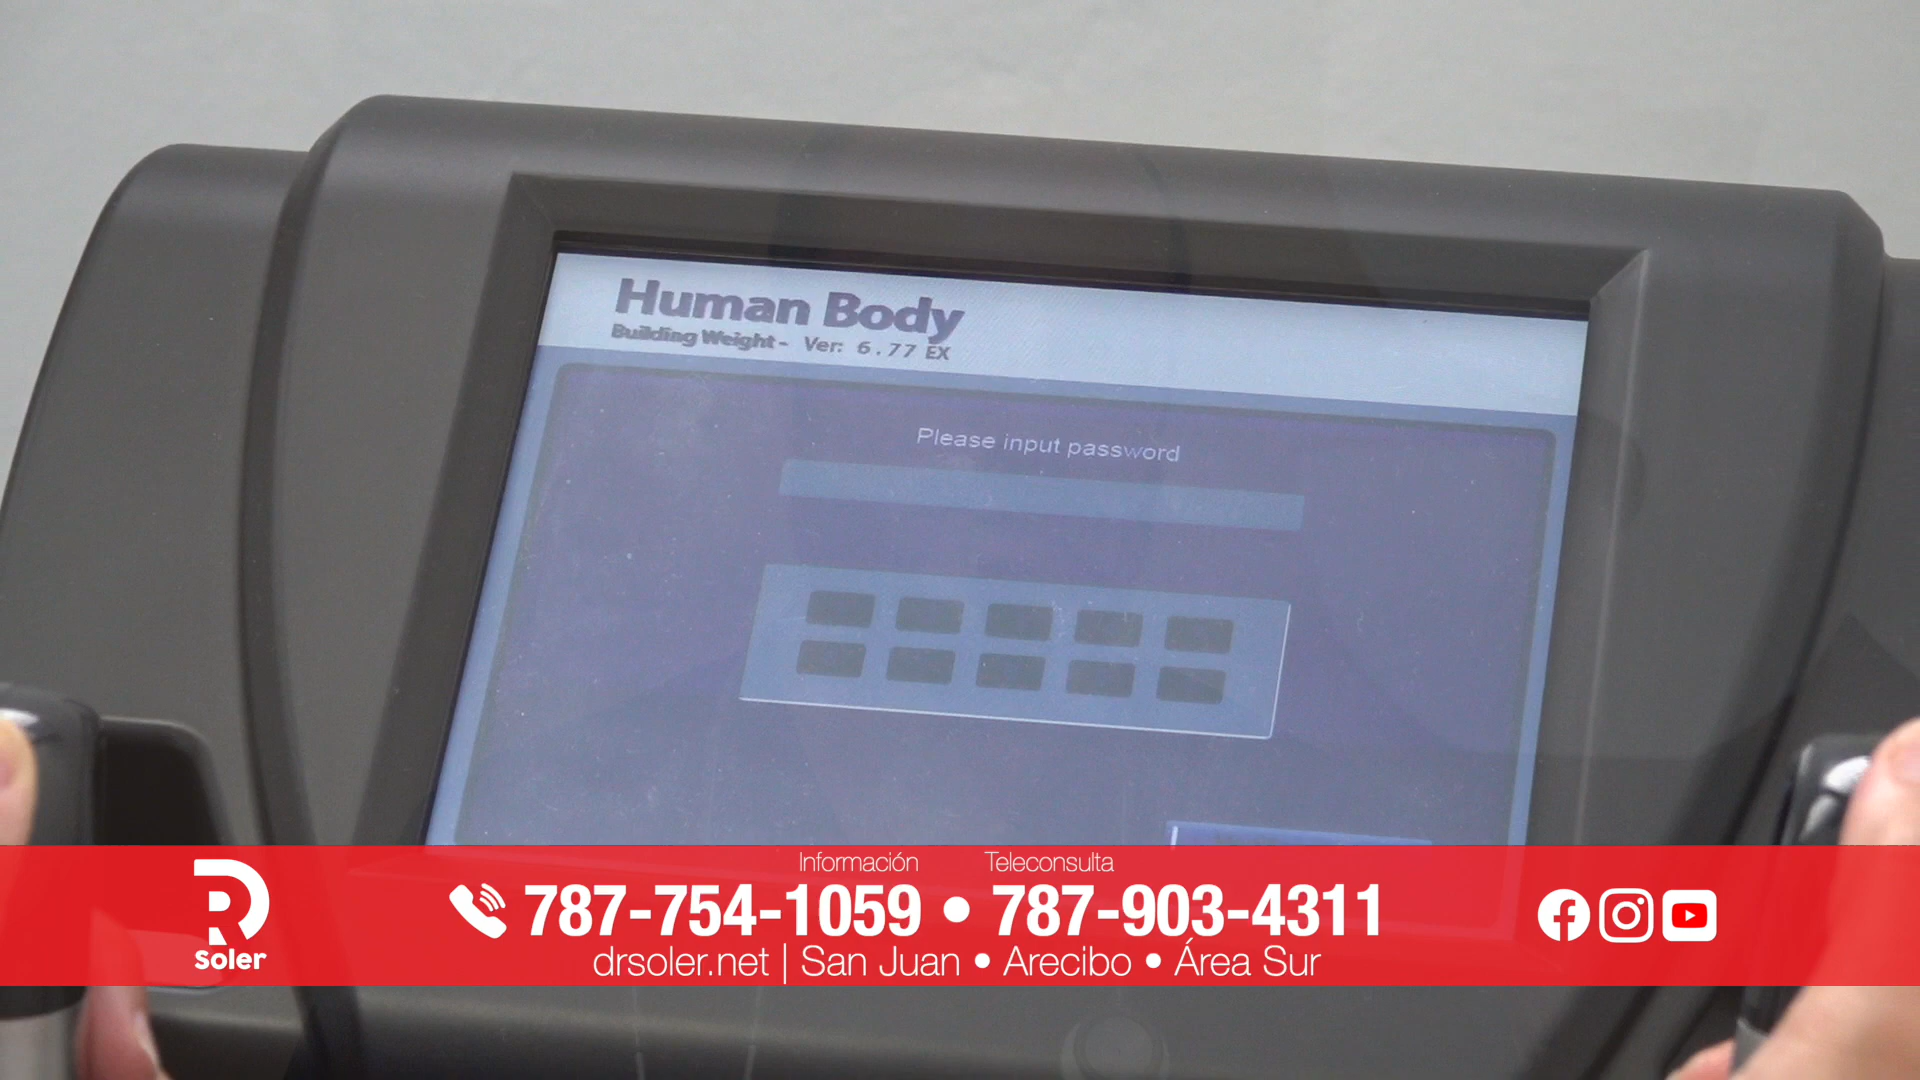 Human Body
Building Weight - Ver: 6.77 EX
Please input password
Información Teleconsulta
787-754-1059 • 787-903-4311
drsoler.net | San Juan • Arecibo • Área Sur
DR
Soler